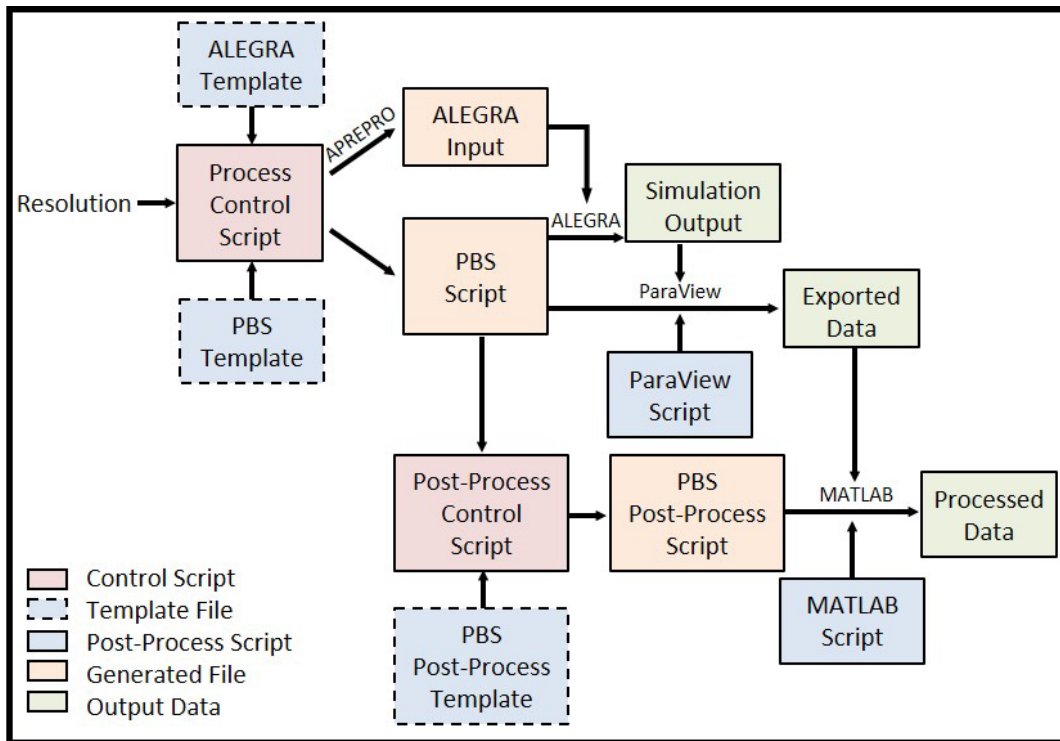 ALEGRA
Template
APREPRO
ALEGRA
Input
Resolution
Process
Control
Script
Simulation
Output
ALEGRA
PBS
Script
ParaView
Exported
Data
PBS
Template
ParaView
Script
Post-Process
Control
Script
PBS
Post-Process
Script
MATLAB
Processed
Data
MATLAB
Script
PBS
Post-Process
Template
Control Script
Template File
Post-Process Script
Generated File
Output Data